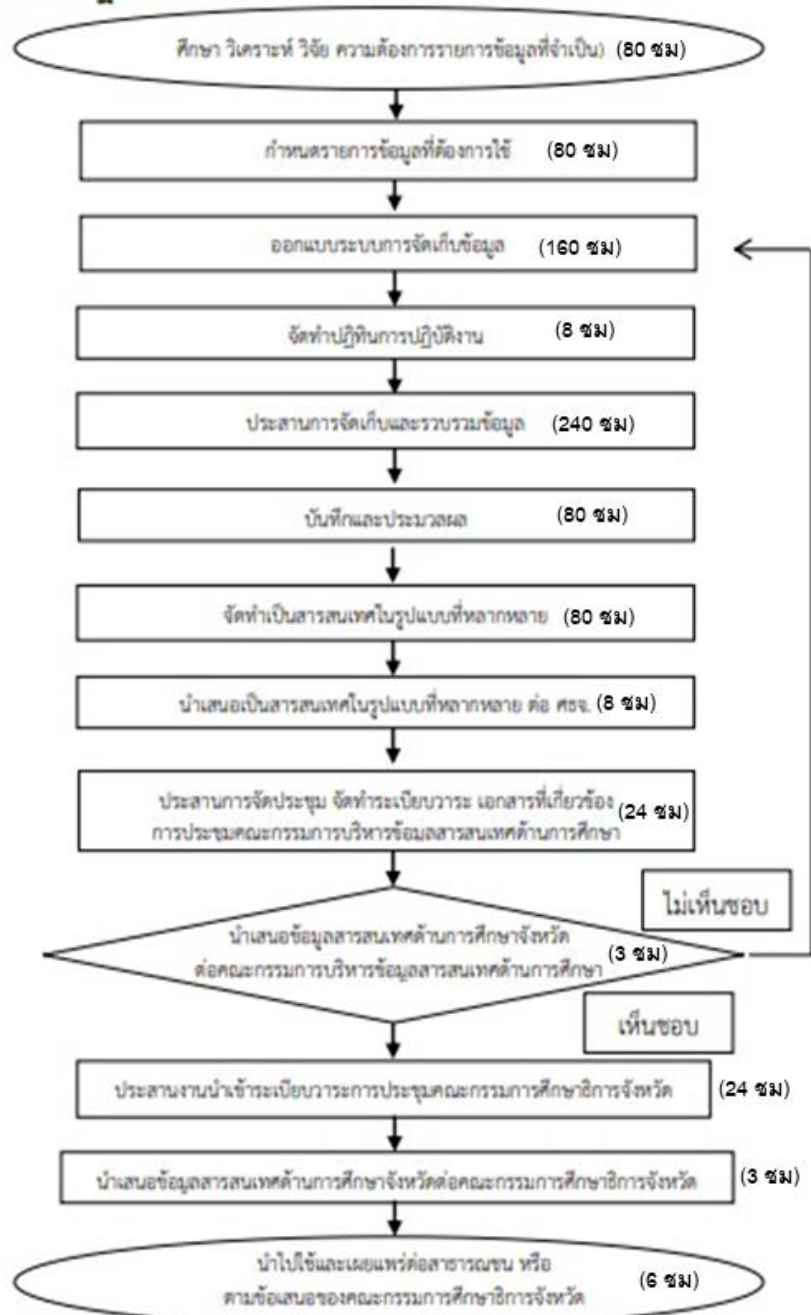 ศึกษา วิเคราะห์ วิจัย ความต้องการรายการข้อมูลที่จำเป็น) (80 ชม)
กำหนดรายการข้อมูลที่ต้องการใช้ (80 ชม)
ออกแบบระบบการจัดเก็บข้อมูล (160 ชม)
จัดทำปฏิทินการปฏิบัติงาน (8 ชม)
ประสานการจัดเก็บและรวบรวมข้อมูล (240 ชม)
บันทึกและประมวลผล (80 ชม)
จัดทำเป็นสารสนเทศในรูปแบบที่หลากหลาย (80 ชม)
นำเสนอเป็นสารสนเทศในรูปแบบที่หลากหลาย ต่อ ศธจ. (8 ชม)
ประสานการจัดประชุม จัดทำระเบียบวาระ เอกสารที่เกี่ยวข้อง (24 ชม)
การประชุมคณะกรรมการบริหารข้อมูลสารสนเทศด้านการศึกษา
ไม่เห็นชอบ
นำเสนอข้อมูลสารสนเทศด้านการศึกษาจังหวัด
ต่อคณะกรรมการบริหารข้อมูลสารสนเทศด้านการศึกษา (3 ชม)
เห็นชอบ
ประสานงานนำเข้าระเบียบวาระการประชุมคณะกรรมการศึกษาธิการจังหวัด (24 ชม)
นำเสนอข้อมูลสารสนเทศด้านการศึกษาจังหวัดต่อคณะกรรมการศึกษาธิการจังหวัด (3 ชม)
นำไปใช้และเผยแพร่ต่อสาธารณชน หรือ
ตามข้อเสนอของคณะกรรมการศึกษาธิการจังหวัด (6 ชม)